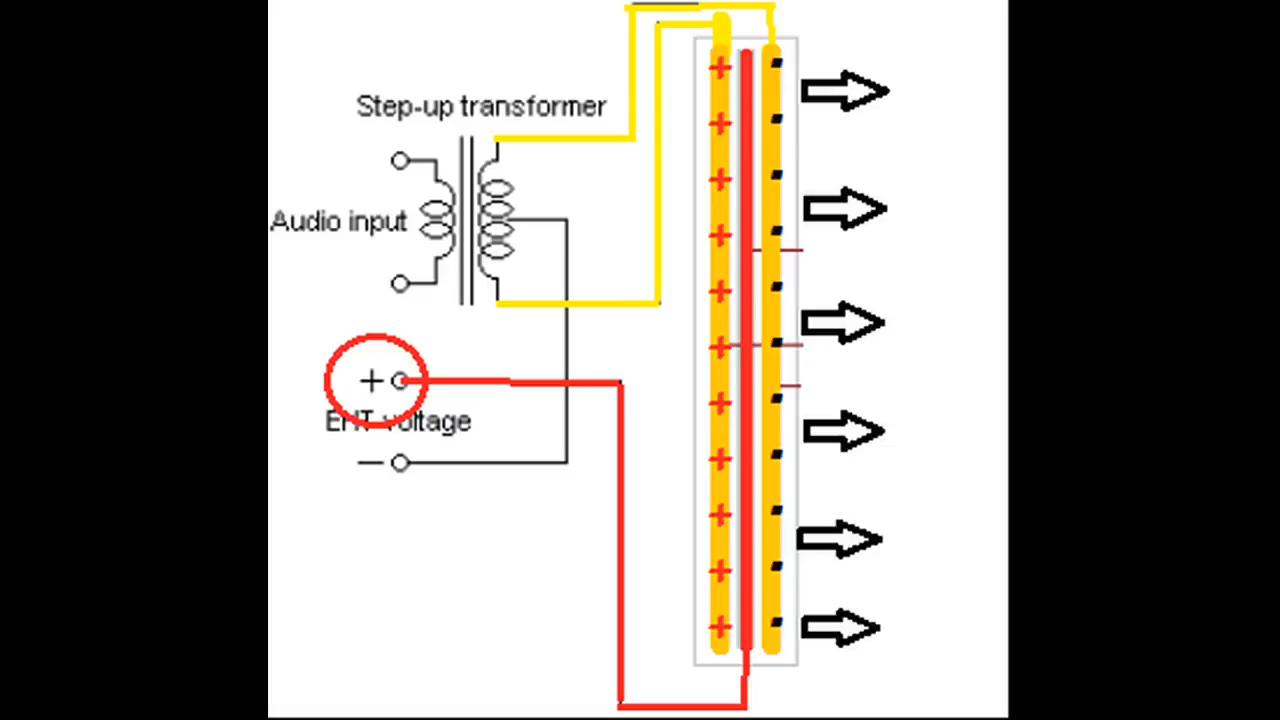 Step-up transformer
Audio input
+
EHT voltage
−